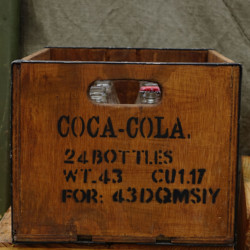 COCA-COLA.
24 BOTTLES
WT. 43 CU 1.17
FOR: 43DQMSIY